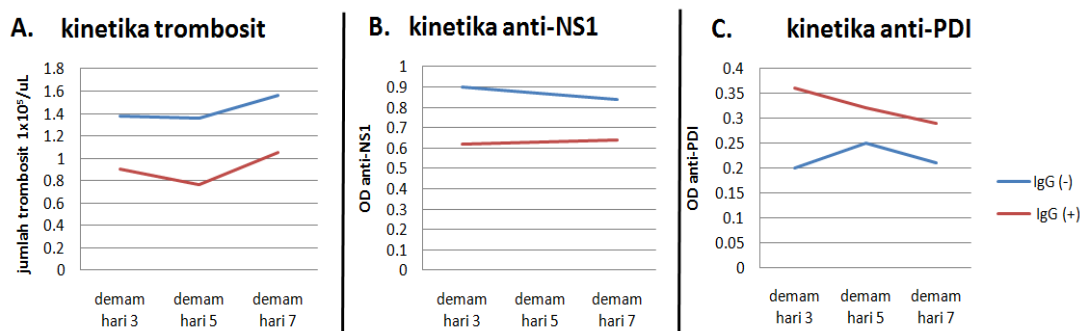 A. kinetika trombosit
jumlah trombosit 1x10⁵/uL
1.8
1.6
1.4
1.2
1
0.8
0.6
0.4
0.2
0
demam hari 3
demam hari 5
demam hari 7
B. kinetika anti-NS1
OD anti-NS1
1
0.9
0.8
0.7
0.6
0.5
0.4
0.3
0.2
0.1
0
demam hari 3
demam hari 5
demam hari 7
C. kinetika anti-PDI
OD anti-PDI
0.4
0.35
0.3
0.25
0.2
0.15
0.1
0.05
0
demam hari 3
demam hari 5
demam hari 7
IgG (-)
IgG (+)